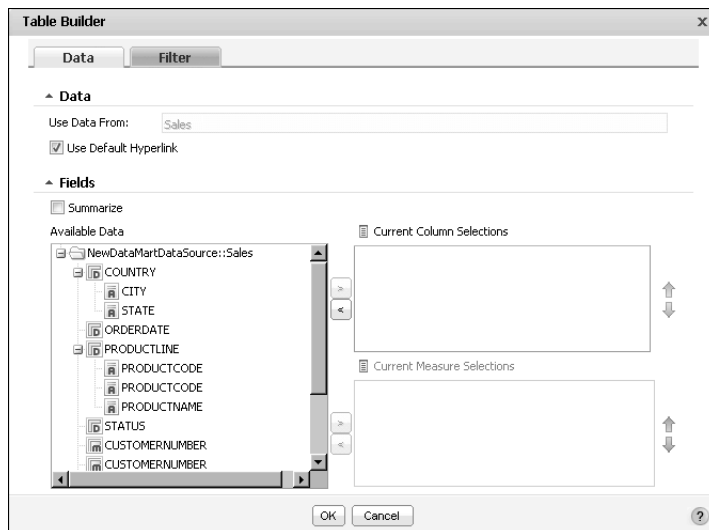 Table Builder
x
Data
Filter
Data
Use Data From:
Sales
Use Default Hyperlink
Fields
Summarize
Available Data
NewDataMartDataSource::Sales
COUNTRY
CITY
STATE
ORDERDATE
PRODUCTLINE
PRODUCTCODE
PRODUCTCODE
PRODUCTNAME
STATUS
CUSTOMERNUMBER
CUSTOMERNUMBER
>
<
Current Column Selections
Current Measure Selections
>
<
OK
Cancel
?